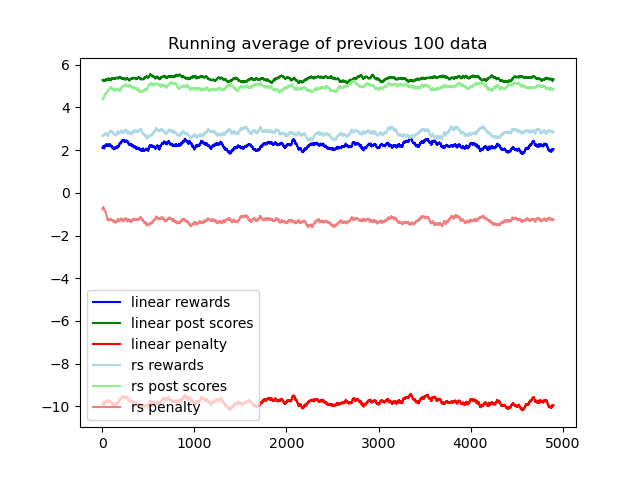 Running average of previous 100 data
6
4
2
0
−2
−4
−6
−8
−10
linear rewards
linear post scores
linear penalty
rs rewards
rs post scores
rs penalty
0 1000 2000 3000 4000 5000